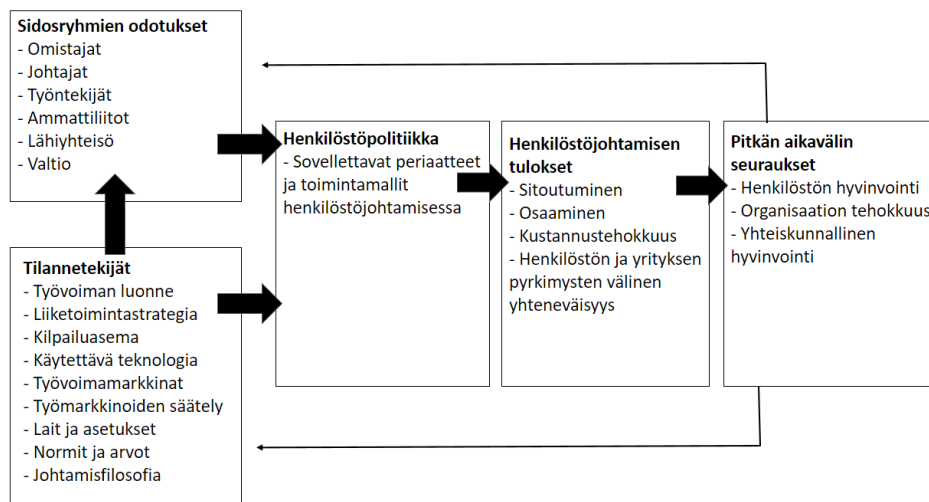 Sidosryhmien odotukset
- Omistajat
- Johtajat
- Työntekijät
- Ammattiliitot
- Lähiyhteisö
- Valtio
Tilannetekijät
- Työvoiman luonne
- Liiketoimintastrategia
- Kilpailuasema
- Käytettävä teknologia
- Työvoimamarkkinat
- Työmarkkinoiden säätely
- Lait ja asetukset
- Normit ja arvot
- Johtamisfilosofia
Henkilöstöpolitiikka
- Sovellettavat periaatteet
ja toimintamallit
henkilöstöjohtamisessa
Henkilöstöjohtamisen
tulokset
- Sitoutuminen
- Osaaminen
- Kustannustehokkuus
- Henkilöstön ja yrityksen
pyrkimysten välinen
yhteneväisyys
Pitkän aikavälin
seuraukset
- Henkilöstön hyvinvointi
- Organisaation tehokkuus
- Yhteiskunnallinen
hyvinvointi